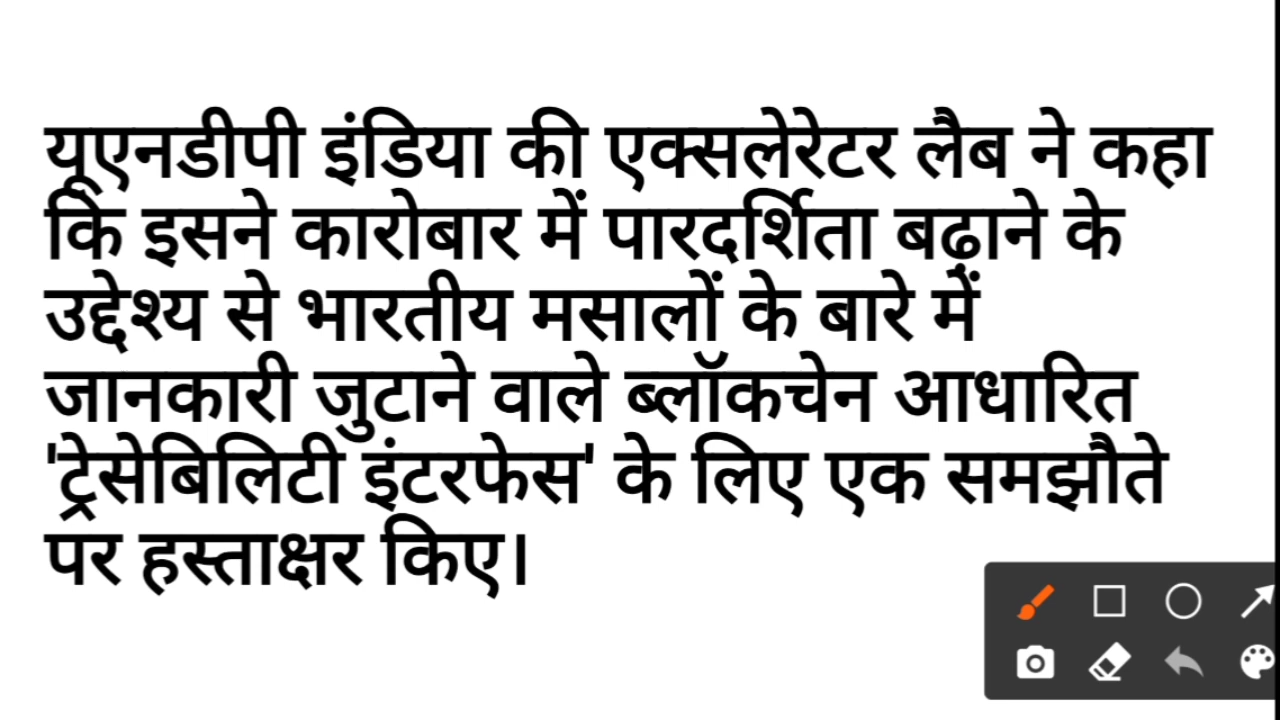 यूएनडीपी इंडिया की एक्सलेरेटर लैब ने कहा
कि इसने कारोबार में पारदर्शिता बढ़ाने के
उद्देश्य से भारतीय मसालों के बारे में
जानकारी जुटाने वाले ब्लॉकचेन आधारित
'ट्रेसेबिलिटी इंटरफेस' के लिए एक समझौते
पर हस्ताक्षर किए।